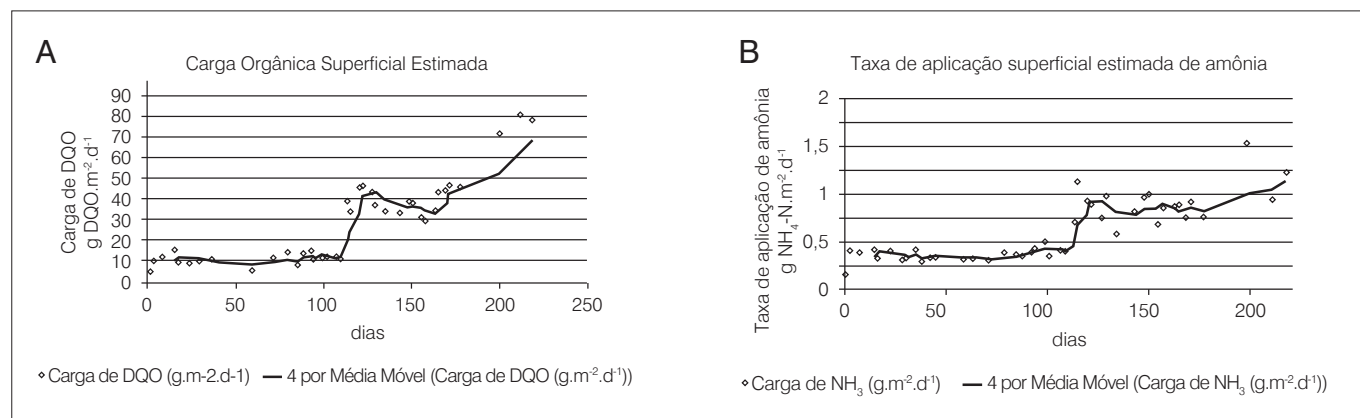 A
Carga Orgânica Superficial Estimada
Carga de DQO
g DQO.m⁻².d⁻¹
90
80
70
60
50
40
30
20
10
0
0 50 100 150 200 250
dias
Carga de DQO (g.m-2.d-1) 4 por Média Móvel (Carga de DQO (g.m⁻².d⁻¹))
B
Taxa de aplicação superficial estimada de amônia
Taxa de aplicação de amônia
g NH₄-N.m⁻².d⁻¹
2
1,5
1
0,5
0
0 50 100 150 200
dias
Carga de NH₃ (g.m⁻².d⁻¹) 4 por Média Móvel (Carga de NH₃ (g.m⁻².d⁻¹))